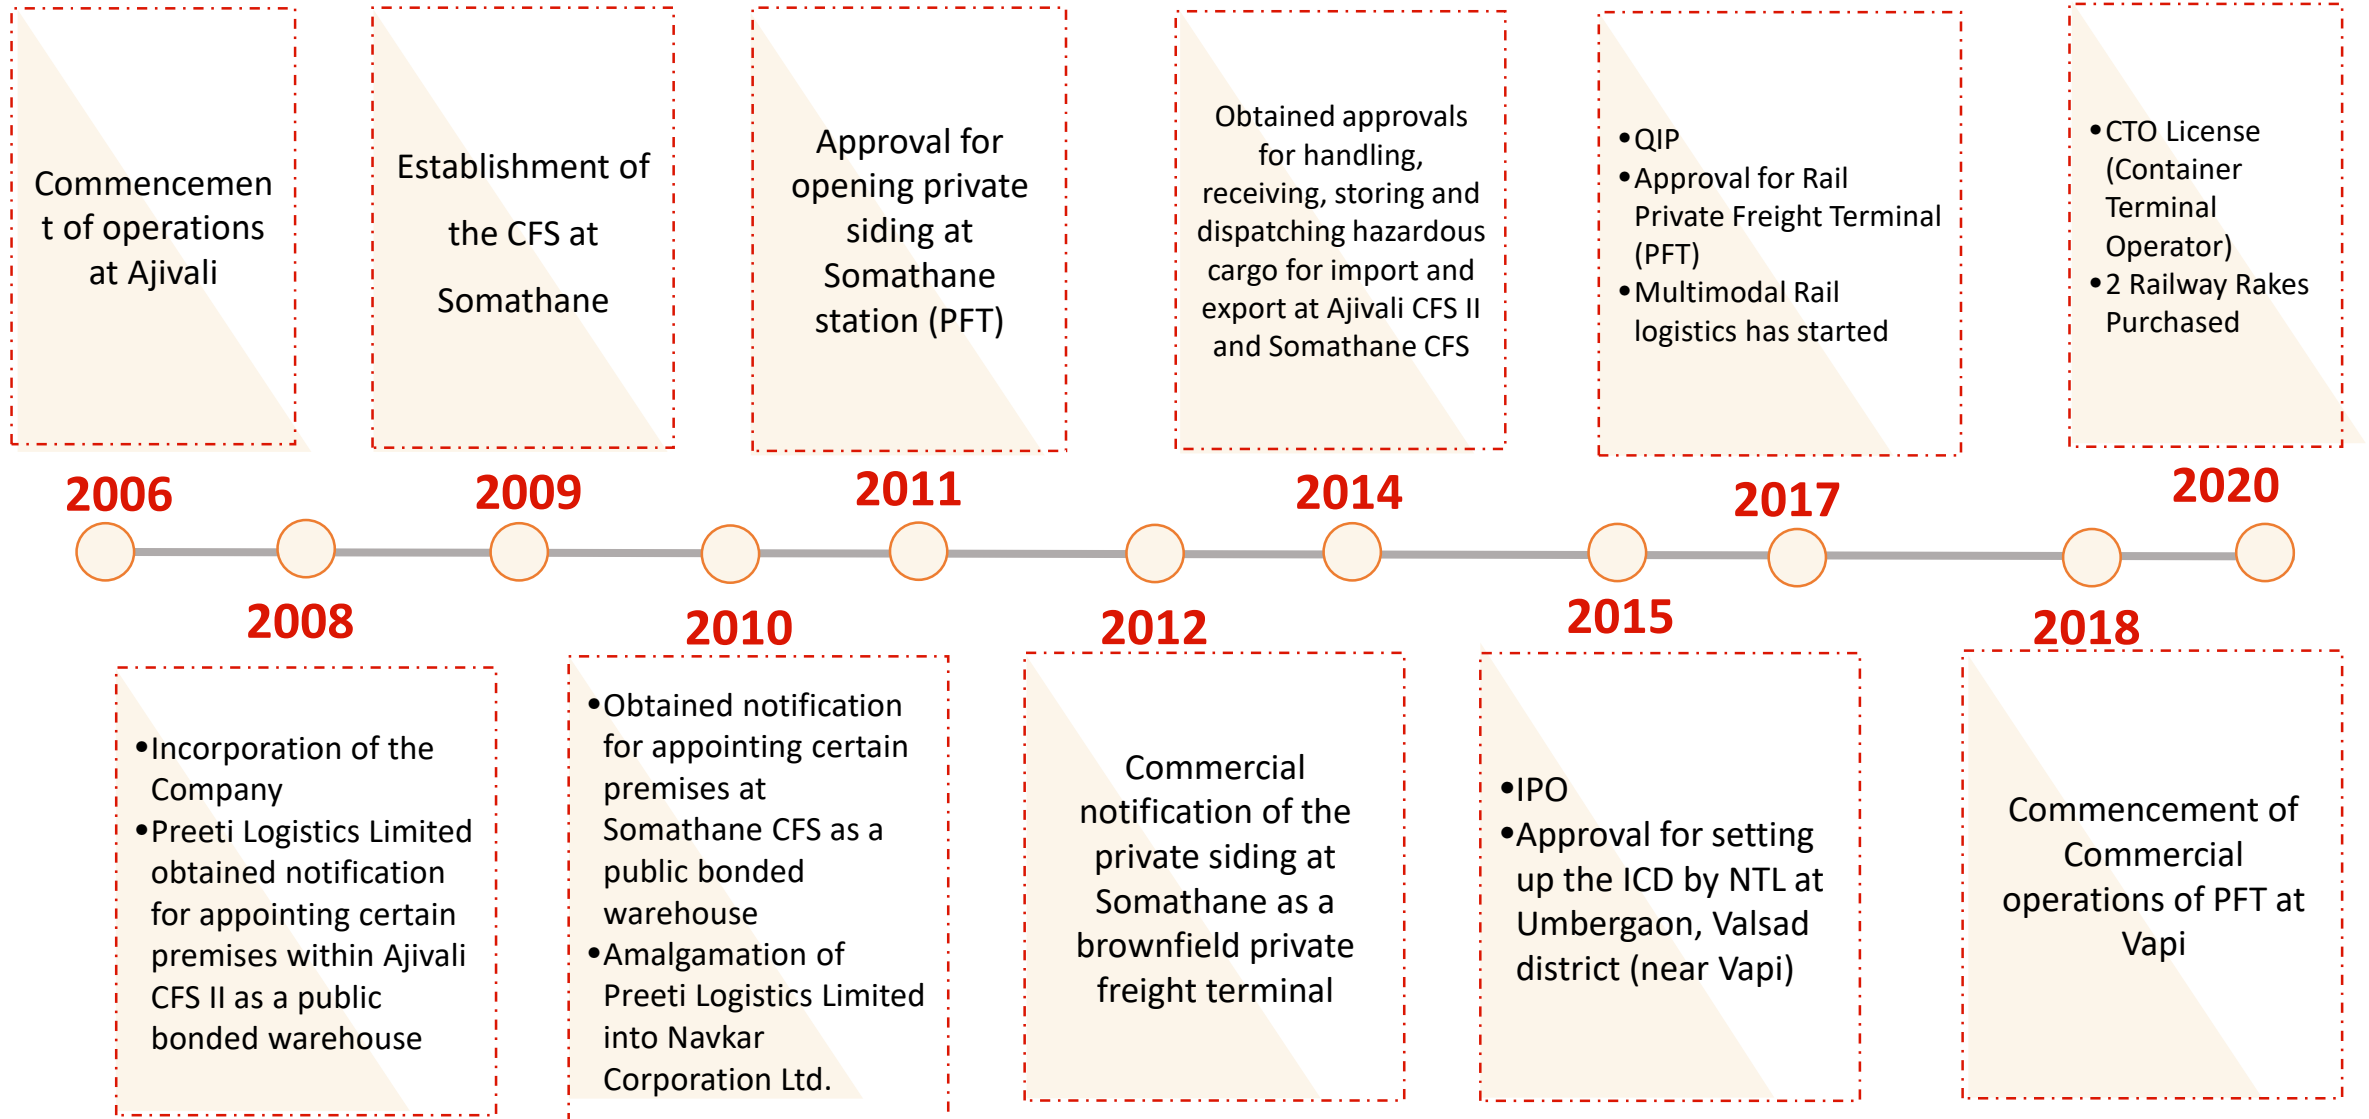 Commencemen
t of operations
at Ajivali
2006
Establishment of
the CFS at
Somathane
2009
Approval for
opening private
siding at
Somathane
station (PFT)
2011
Obtained approvals
for handling,
receiving, storing and
dispatching hazardous
cargo for import and
export at Ajivali CFS II
and Somathane CFS
2014
•QIP
•Approval for Rail
Private Freight Terminal
(PFT)
•Multimodal Rail
logistics has started
2017
•CTO License
(Container
Terminal
Operator)
•2 Railway Rakes
Purchased
2020
2008
•Incorporation of the
Company
•Preeti Logistics Limited
obtained notification
for appointing certain
premises within Ajivali
CFS II as a public
bonded warehouse
2010
•Obtained notification
for appointing certain
premises at
Somathane CFS as a
public bonded
warehouse
•Amalgamation of
Preeti Logistics Limited
into Navkar
Corporation Ltd.
2012
Commercial
notification of the
private siding at
Somathane as a
brownfield private
freight terminal
2015
•IPO
•Approval for setting
up the ICD by NTL at
Umbergaon, Valsad
district (near Vapi)
2018
Commencement of
Commercial
operations of PFT at
Vapi